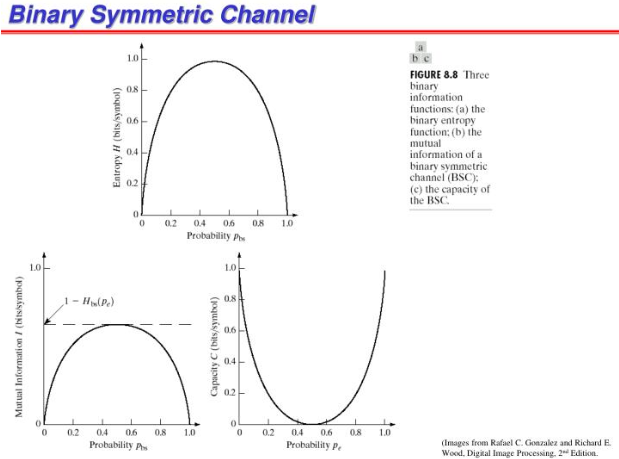 Binary Symmetric Channel
a
b c
FIGURE 8.8 Three
binary
information
functions: (a) the
binary entropy
function; (b) the
mutual
information of a
binary symmetric
channel (BSC);
(c) the capacity of
the BSC.
Entropy H (bits/symbol)
1.0
0.8
0.6
0.4
0.2
0
0 0.2 0.4 0.6 0.8 1.0
Probability pbs
Mutual Information I (bits/symbol)
1.0
1 − Hbs(pe)
0
0 0.2 0.4 0.6 0.8 1.0
Probability pbs
Capacity C (bits/symbol)
1.0
0.8
0.6
0.4
0.2
0
0 0.2 0.4 0.6 0.8 1.0
Probability pe
(Images from Rafael C. Gonzalez and Richard E.
Wood, Digital Image Processing, 2nd Edition.